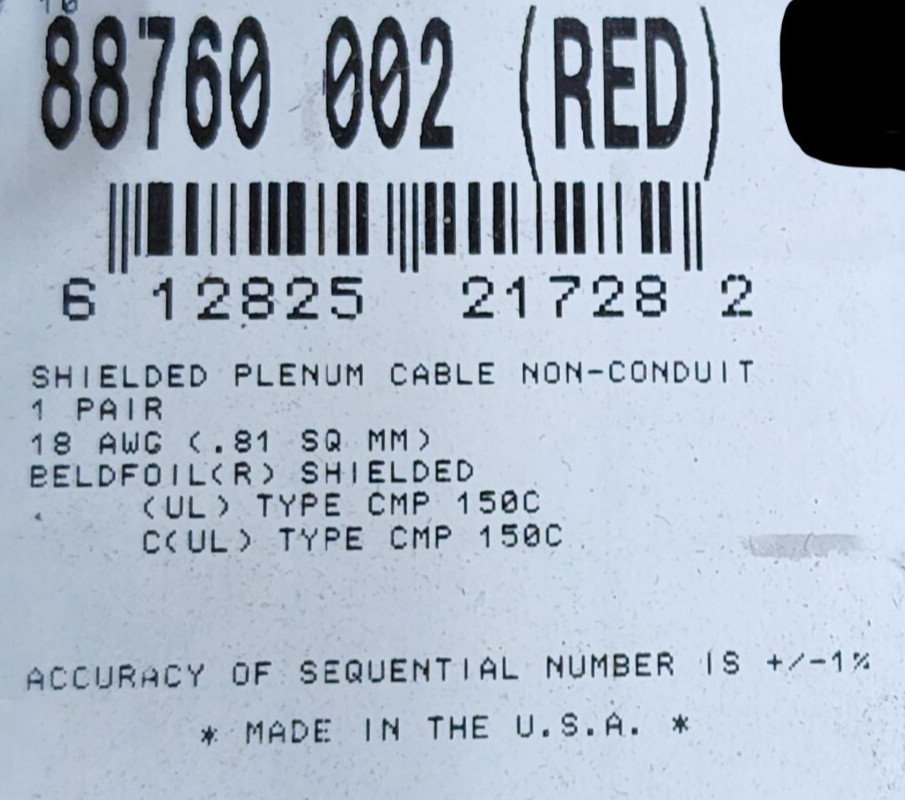 88760 002 (RED)
6 12825 21728 2
SHIELDED PLENUM CABLE NON-CONDUIT
1 PAIR
18 AWG (.81 SQ MM)
BELDFOIL(R) SHIELDED
(UL) TYPE CMP 150C
C(UL) TYPE CMP 150C
ACCURACY OF SEQUENTIAL NUMBER IS +/-1%
* MADE IN THE U.S.A. *